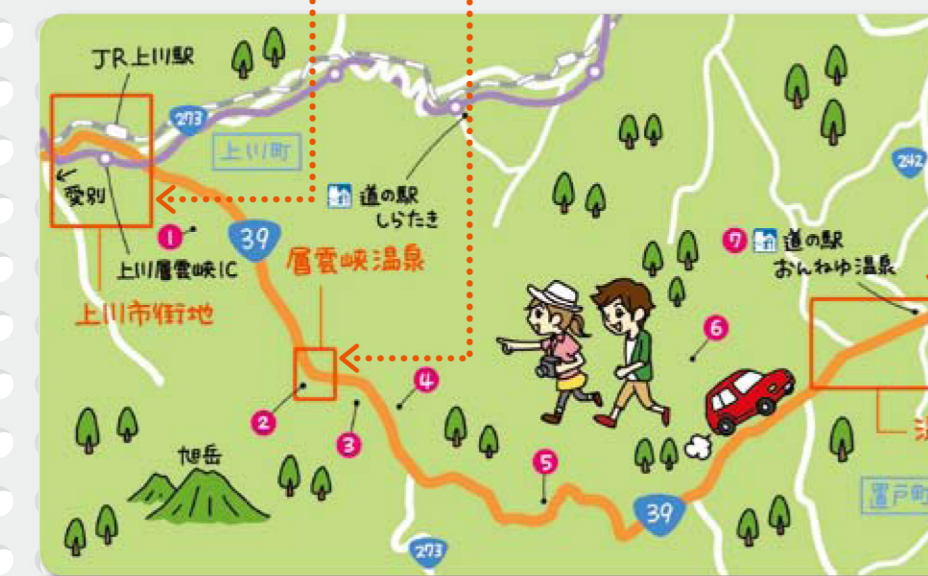 JR上川駅
273
上川町
愛別
道の駅
しらたき
242
1
39
上川層雲峡IC
層雲峡温泉
7
道の駅
おんねゆ温泉
上川市街地
6
4
2
3
旭岳
5
39
置戸町
273